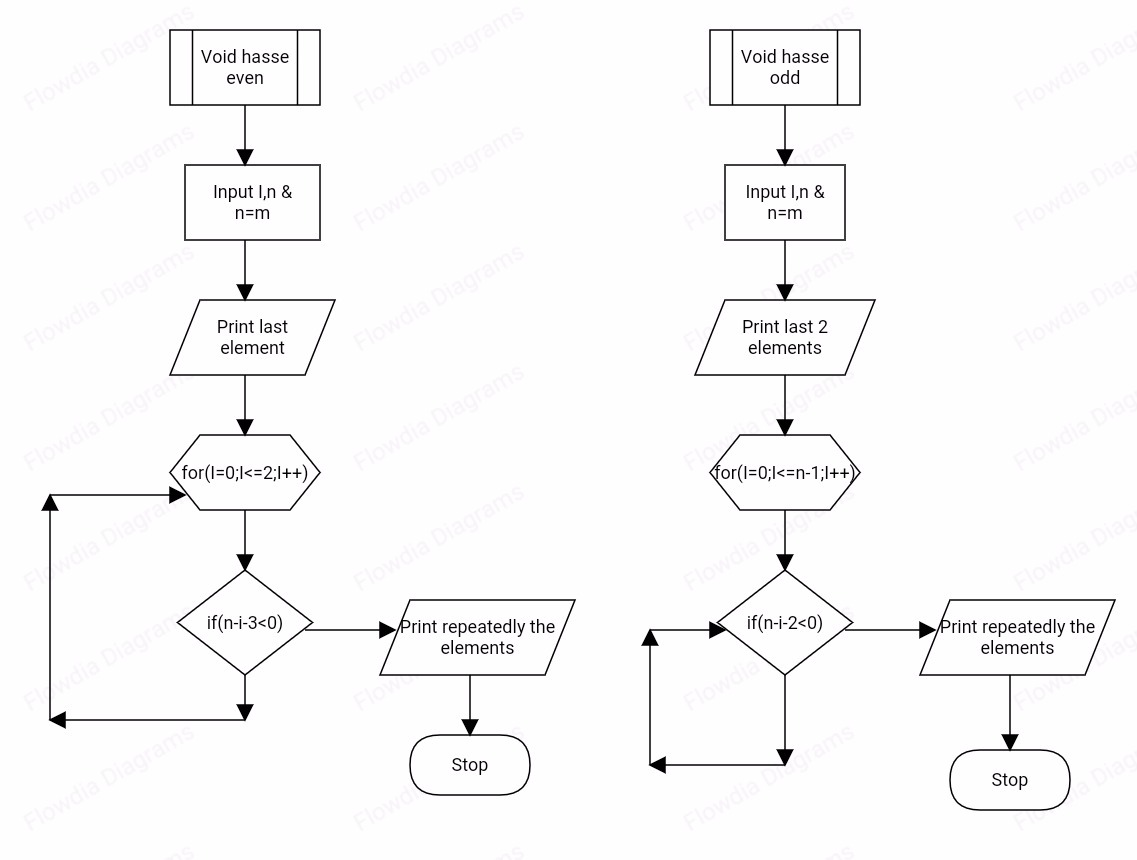 Void hasse
even
Input I,n &
n=m
Print last
element
for(I=0;I<=2;I++)
if(n-i-3<0)
Print repeatedly the
elements
Stop
Void hasse
odd
Input I,n &
n=m
Print last 2
elements
for(I=0;I<=n-1;I++)
if(n-i-2<0)
Print repeatedly the
elements
Stop
Flowdia Diagrams